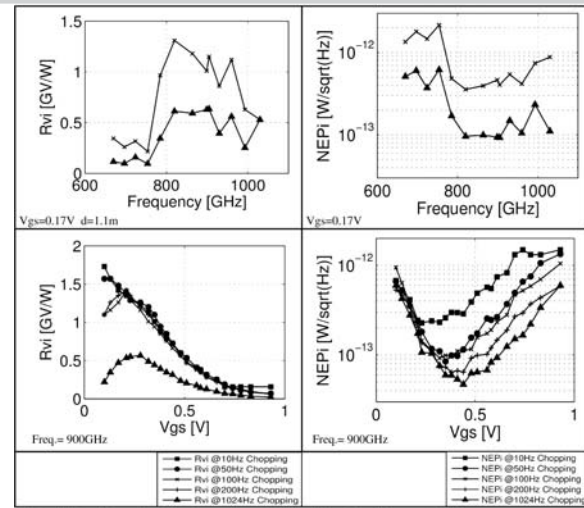 1.5
1
0.5
0
600
800
1000
Rvi [GV/W]
Frequency [GHz]
Vgs=0.17V d=1.1m
10^-12
10^-13
600
800
1000
NEPi [W/sqrt(Hz)]
Frequency [GHz]
Vgs=0.17V
2
1.5
1
0.5
0
0
0.5
1
Rvi [GV/W]
Vgs [V]
Freq.= 900GHz
10^-12
10^-13
0
0.5
1
NEPi [W/sqrt(Hz)]
Vgs [V]
Freq.= 900GHz
Rvi @10Hz Chopping
Rvi @50Hz Chopping
Rvi @100Hz Chopping
Rvi @200Hz Chopping
Rvi @1024Hz Chopping
NEPi @10Hz Chopping
NEPi @50Hz Chopping
NEPi @100Hz Chopping
NEPi @200Hz Chopping
NEPi @1024Hz Chopping